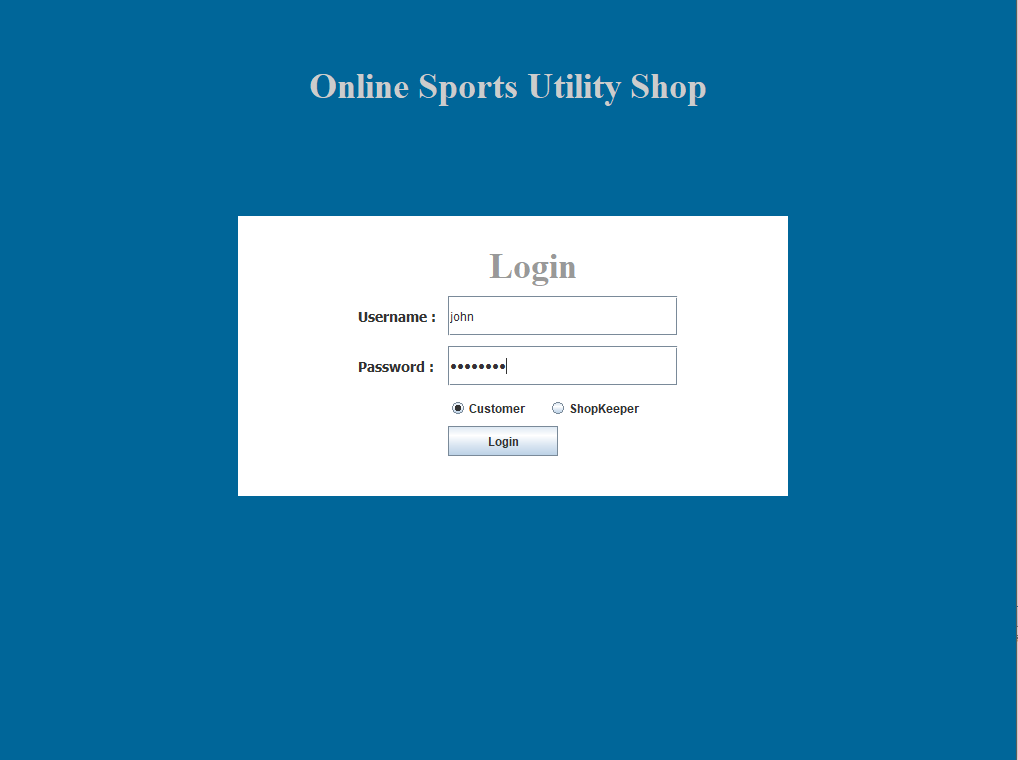 Online Sports Utility Shop
Login
Username : john
Password : ••••••••
Customer ShopKeeper
Login